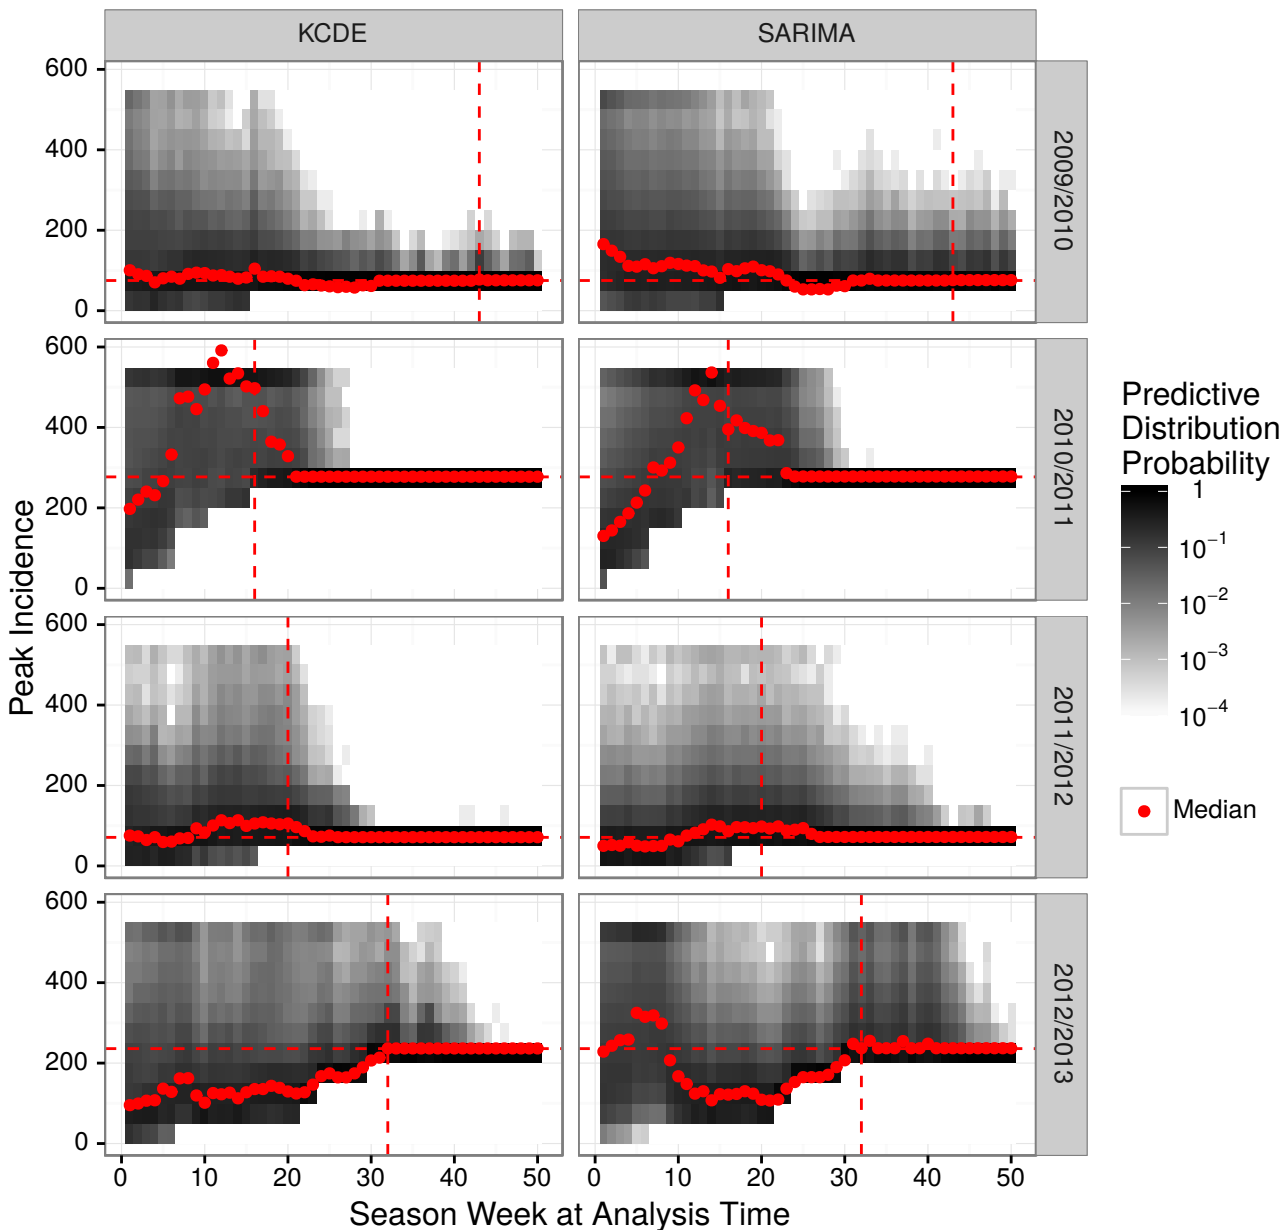 KCDE
SARIMA
600
400
200
0
2009/2010
600
400
200
0
2010/2011
600
400
200
0
2011/2012
600
400
200
0
2012/2013
Peak Incidence
0 10 20 30 40 50
0 10 20 30 40 50
Season Week at Analysis Time
Predictive
Distribution
Probability
1
10⁻¹
10⁻²
10⁻³
10⁻⁴
Median